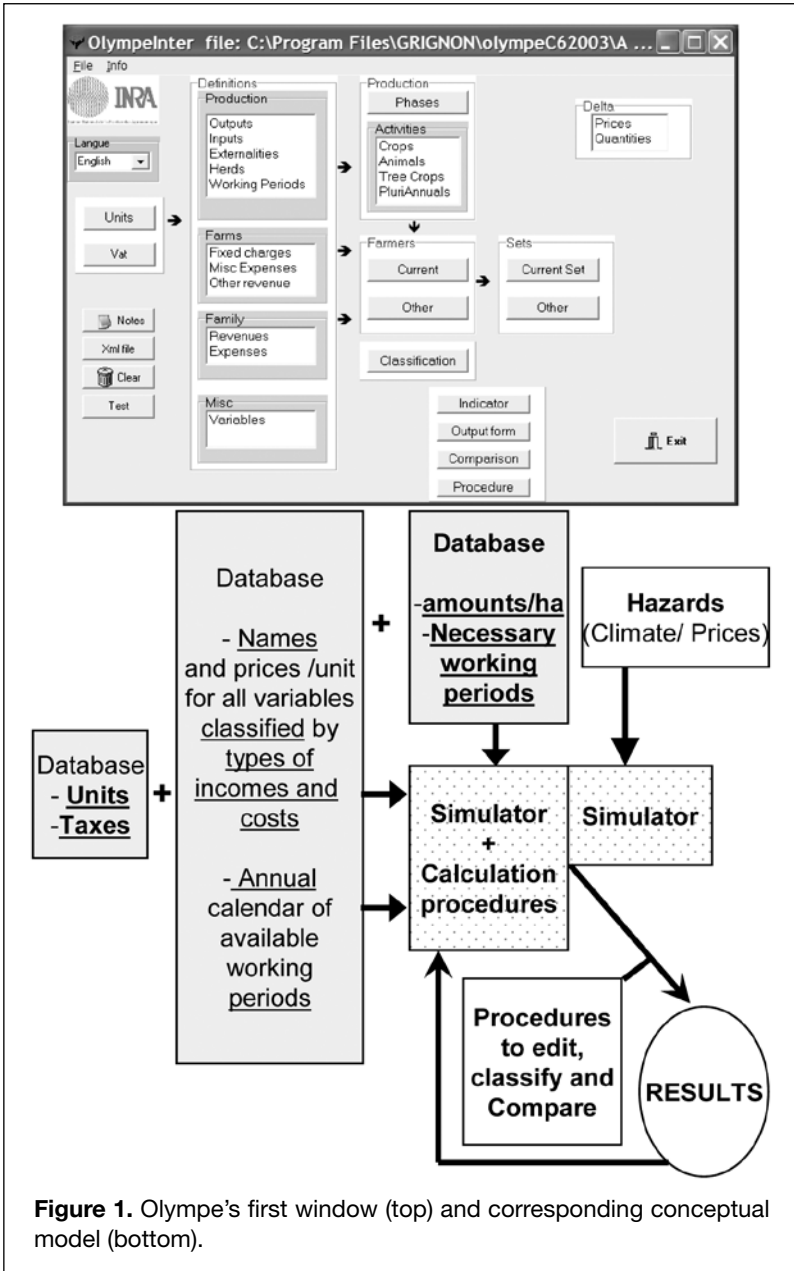 OlympeInter file: C:\Program Files\GRIGNON\olympeC62003\A ...
File Info
INRA
Langue
English
Units
Vat
Notes
Xml file
Clear
Test
Definitions
Production
Outputs
Inputs
Externalities
Herds
Working Periods
Farms
Fixed charges
Misc Expenses
Other revenue
Family
Revenues
Expenses
Misc
Variables
Production
Phases
Activities
Crops
Animals
Tree Crops
PluriAnnuals
Farmers
Current
Other
Classification
Sets
Current Set
Other
Delta
Prices
Quantities
Indicator
Output form
Comparison
Procedure
Exit
Database
- Units
-Taxes
+
Database
- Names
and prices /unit
for all variables
classified by
types of
incomes and
costs
- Annual
calendar of
available
working
periods
+
Database
-amounts/ha
-Necessary
working
periods
Hazards
(Climate/ Prices)
Simulator
+
Calculation
procedures
Simulator
Procedures
to edit,
classify and
Compare
RESULTS
Figure 1. Olympe's first window (top) and corresponding conceptual
model (bottom).